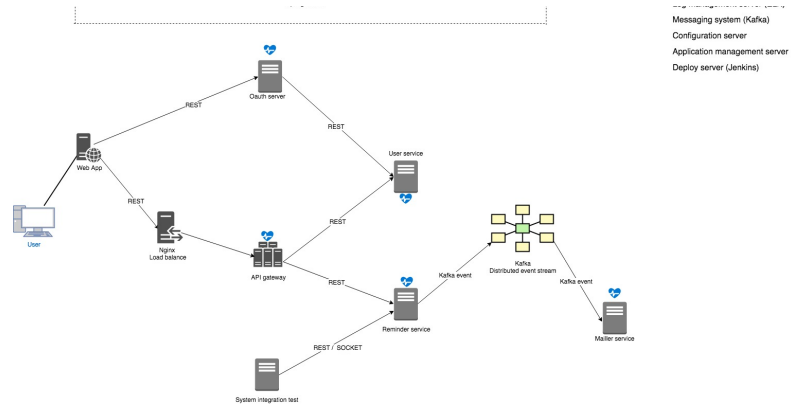 Messaging system (Kafka)
Configuration server
Application management server
Deploy server (Jenkins)
Oauth server
REST
REST
User service
Web App
REST
REST
User
Nginx
Load balance
API gateway
Kafka
Distributed event stream
REST
Kafka event
Kafka event
Reminder service
Mailler service
REST / SOCKET
System integration test